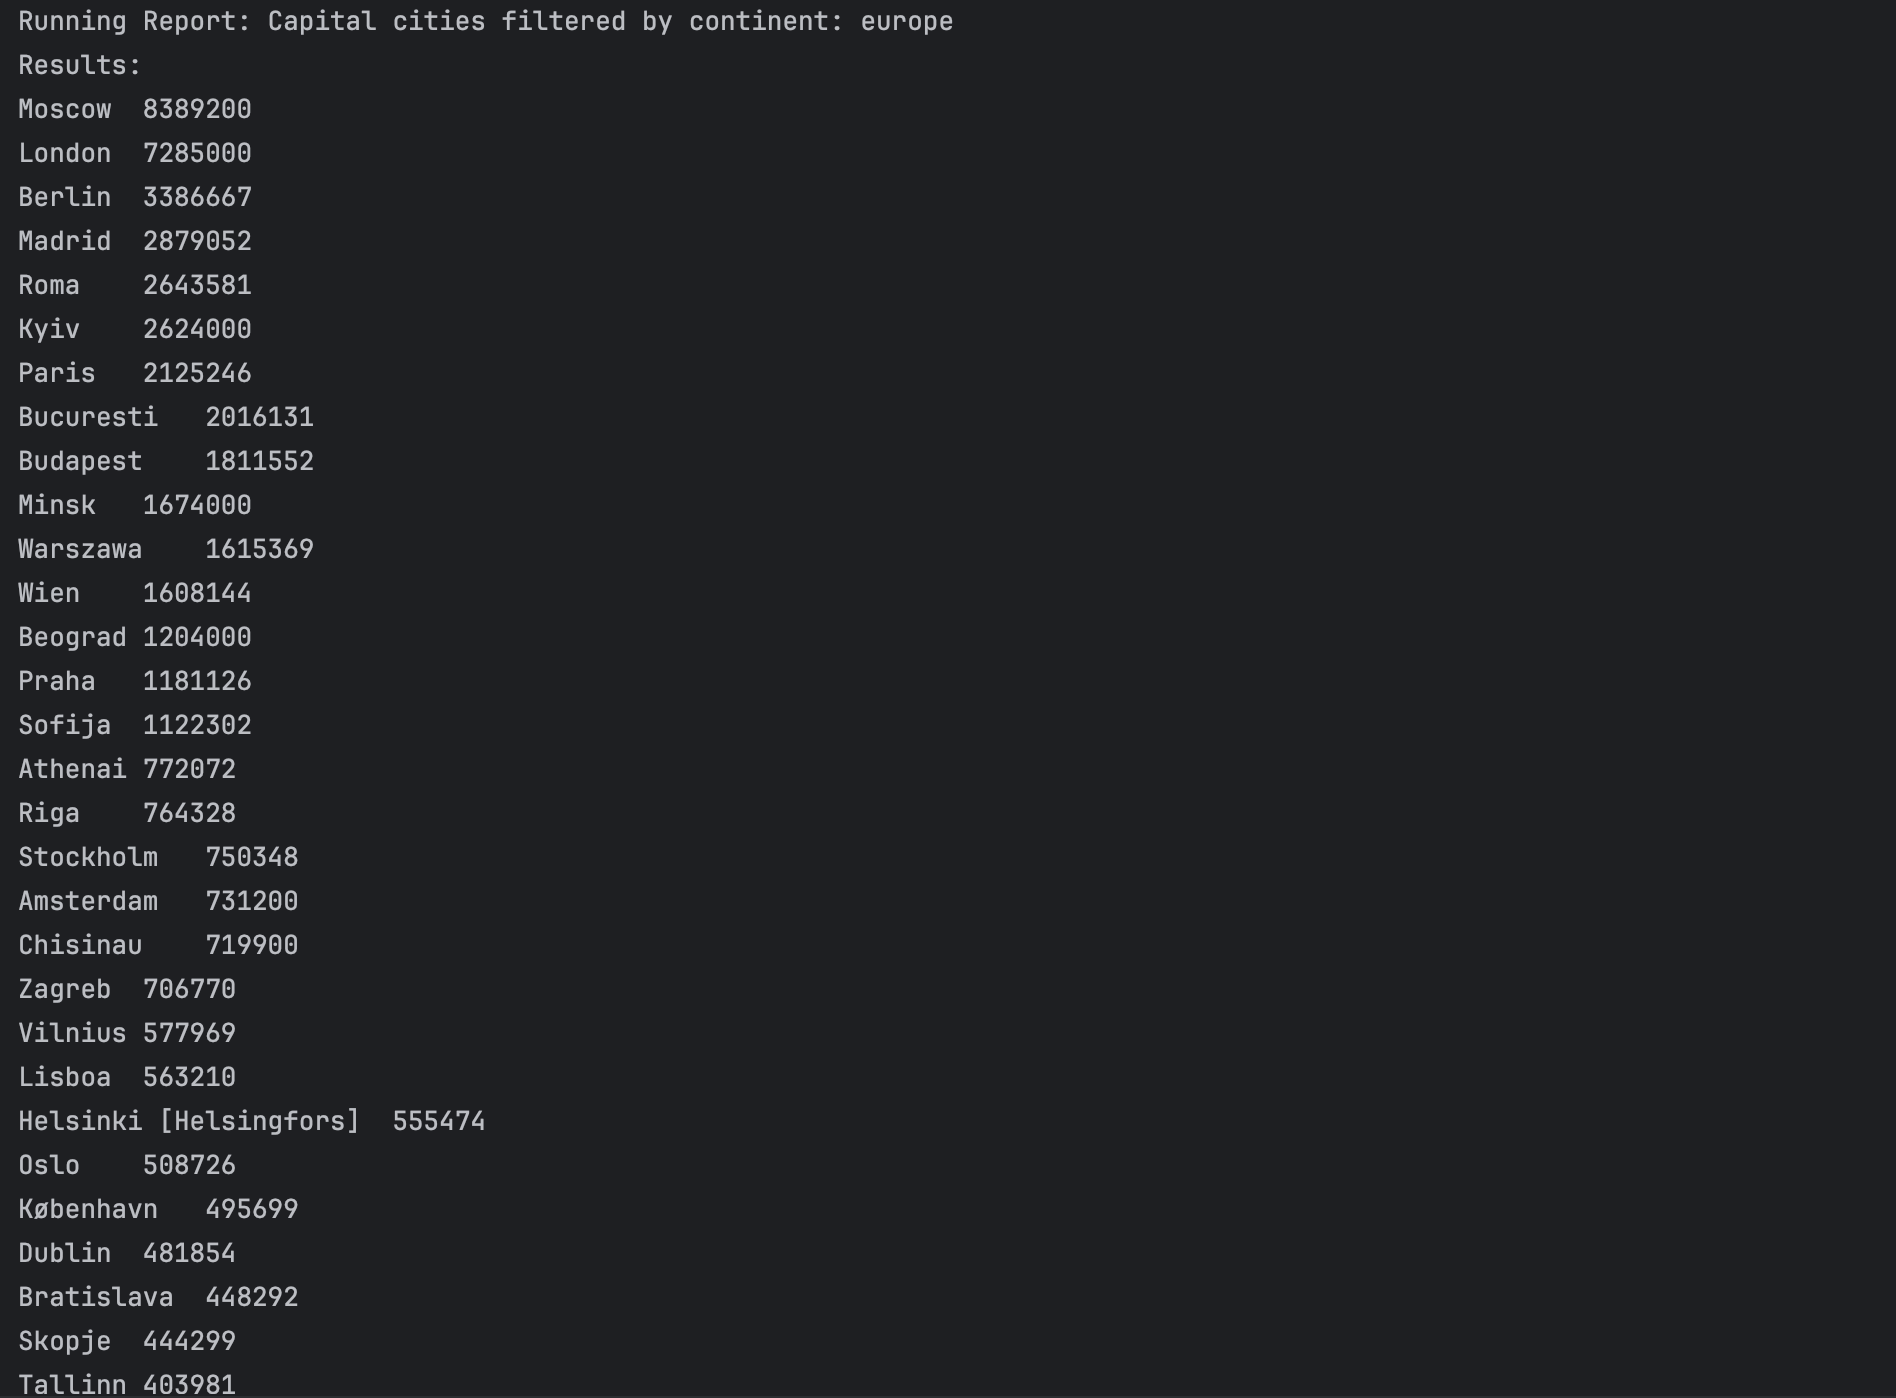 Running Report: Capital cities filtered by continent: europe
Results:
Moscow	8389200
London	7285000
Berlin	3386667
Madrid	2879052
Roma	2643581
Kyiv	2624000
Paris	2125246
Bucuresti	2016131
Budapest	1811552
Minsk	1674000
Warszawa	1615369
Wien	1608144
Beograd	1204000
Praha	1181126
Sofija	1122302
Athenai	772072
Riga	764328
Stockholm	750348
Amsterdam	731200
Chisinau	719900
Zagreb	706770
Vilnius	577969
Lisboa	563210
Helsinki [Helsingfors]	555474
Oslo	508726
København	495699
Dublin	481854
Bratislava	448292
Skopje	444299
Tallinn	403981